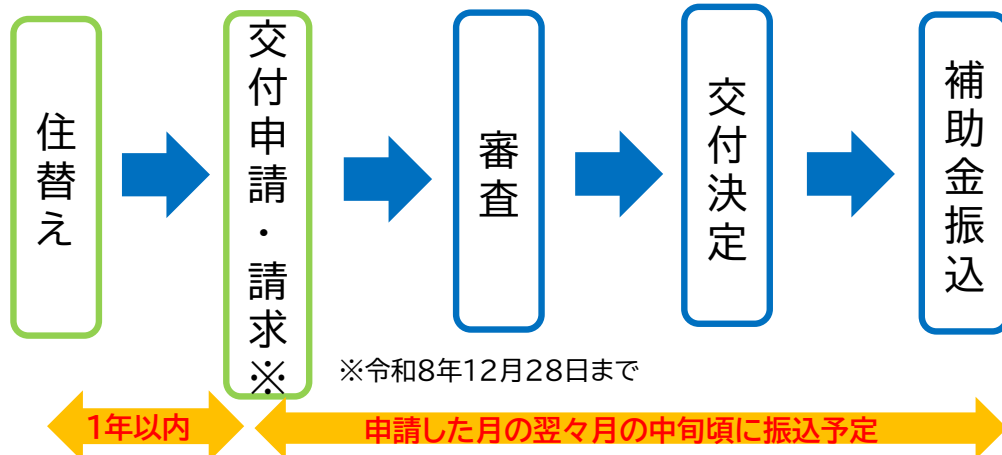 住替え
交付申請・請求※
審査
交付決定
補助金振込
※令和8年12月28日まで
1年以内
申請した月の翌々月の中旬頃に振込予定